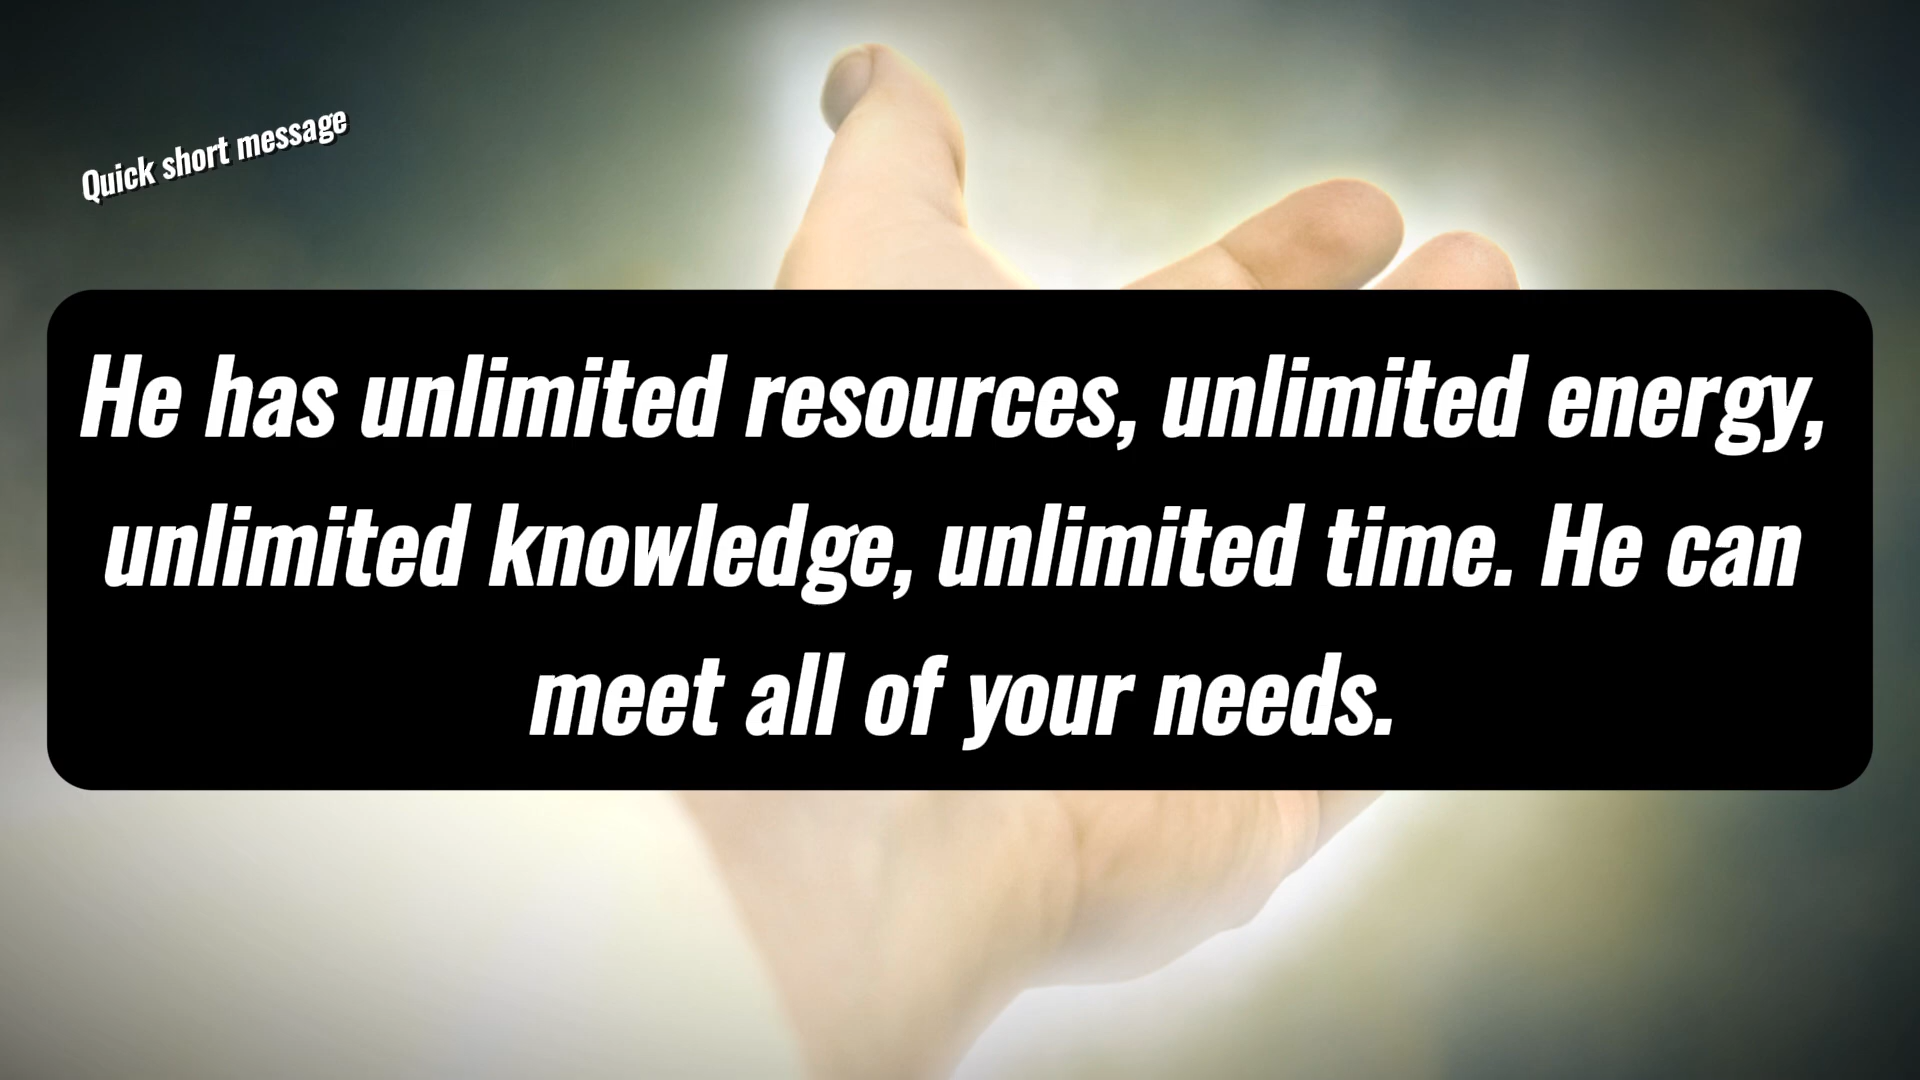 Quick short message
He has unlimited resources, unlimited energy,
unlimited knowledge, unlimited time. He can
meet all of your needs.